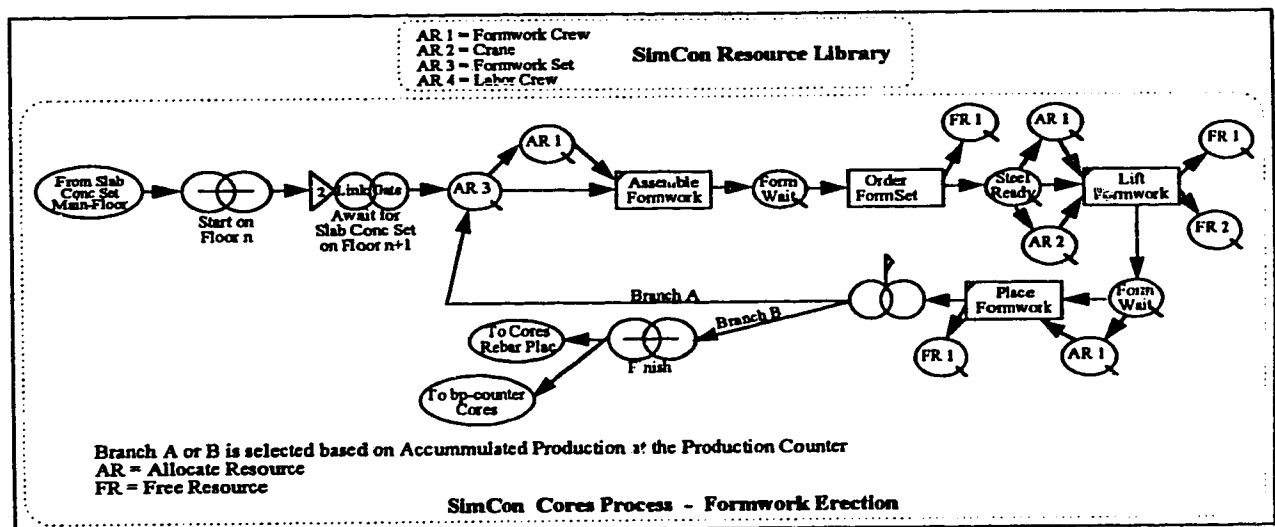 AR 1 = Formwork Crew
AR 2 = Crane
AR 3 = Formwork Set
AR 4 = Labor Crew
SimCon Resource Library
From Slab
Conc Set
Main-Floor
Start on
Floor n
2
Link
Date
Await for
Slab Conc Set
on Floor n+1
AR 3
AR 1
Assemble
Formwork
Form
Wait
Order
FormSet
FR 1
Steel
Ready
AR 1
AR 2
Lift
Formwork
FR 1
FR 2
Form
Wait
AR 1
Place
Formwork
FR 1
P
Branch A
Branch B
Finish
To Cores
Rebar Plac
To bp-counter
Cores
Branch A or B is selected based on Accummulated Production at the Production Counter
AR = Allocate Resource
FR = Free Resource
SimCon Cores Process - Formwork Erection